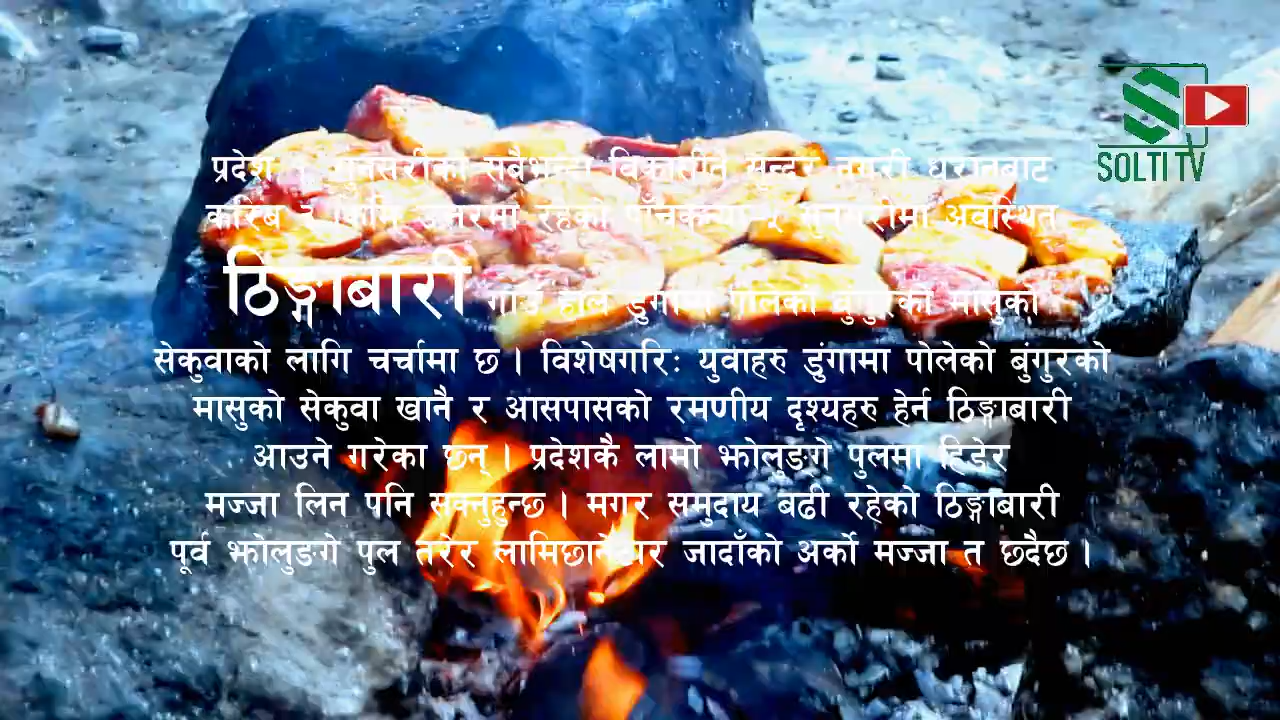 SOLTI TV
प्रदेश १ सुनसरीको सबैभन्दा विकासीत सुन्दर नगरी धरानबाट
करिब किमि उत्तरमा रहेको सुनसरीमा अवस्थित
ठिङ्गाबारी गाउँ हाल डुंगामा पोलेको बुंगुरको मासुको
सेकुवाको लागि चर्चामा छ । विशेषगरिः युवाहरु डुंगामा पोलेको बुंगुरको
मासुको सेकुवा खानै र आसपासको रमणीय दृश्यहरु हेर्न ठिङ्गाबारी
आउने गरेका छन् । प्रदेशकै लामो झोलुङगे पुलमा हिडेर
मज्जा लिन पनि सक्नुहुन्छ । मगर समुदाय बढी रहेको ठिङ्गाबारी
पूर्व झोलुङगे पुल तरेर लामिछानेटार जादाँको अर्को मज्जा त छदैछ ।